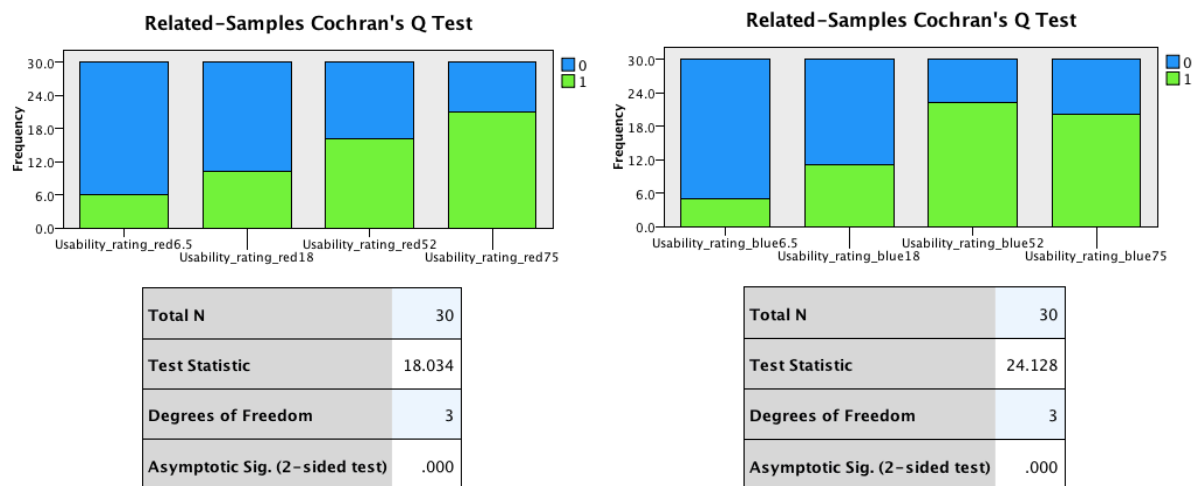 Related-Samples Cochran's Q Test
30.0
24.0
18.0
12.0
6.0
0.0
Frequency
0
1
Usability_rating_red6.5
Usability_rating_red18
Usability_rating_red52
Usability_rating_red75
Total N 30
Test Statistic 18.034
Degrees of Freedom 3
Asymptotic Sig. (2-sided test) .000
Related-Samples Cochran's Q Test
30.0
24.0
18.0
12.0
6.0
0.0
Frequency
0
1
Usability_rating_blue6.5
Usability_rating_blue18
Usability_rating_blue52
Usability_rating_blue75
Total N 30
Test Statistic 24.128
Degrees of Freedom 3
Asymptotic Sig. (2-sided test) .000